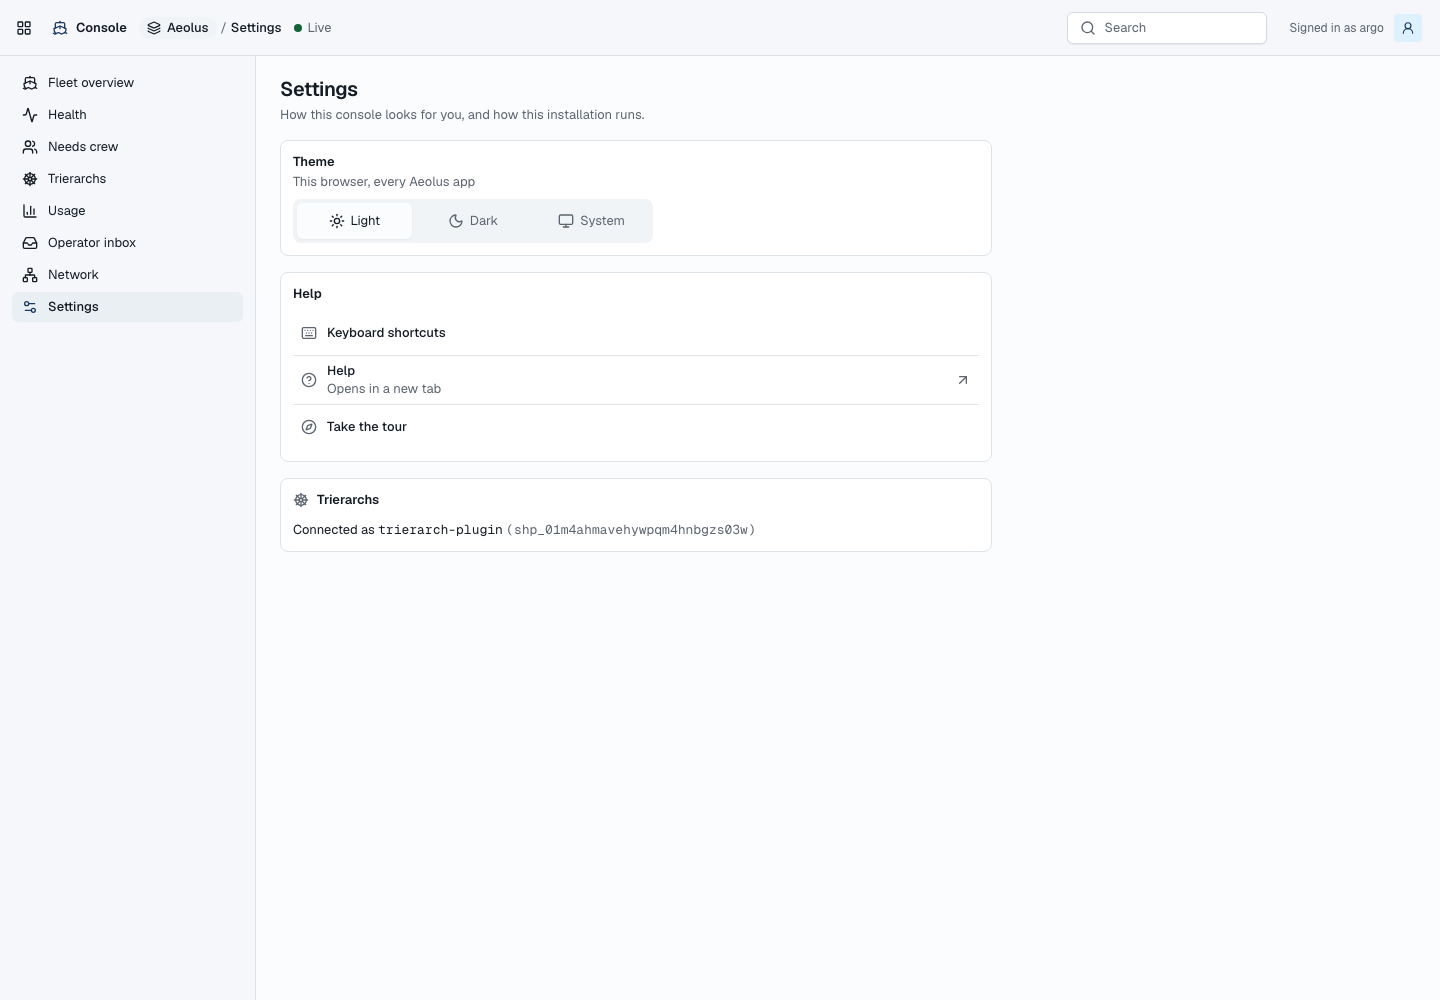 Console
Aeolus / Settings
Live
Search
Signed in as argo
Fleet overview
Health
Needs crew
Trierarchs
Usage
Operator inbox
Network
Settings
Settings
How this console looks for you, and how this installation runs.
Theme
This browser, every Aeolus app
Light
Dark
System
Help
Keyboard shortcuts
Help
Opens in a new tab
Take the tour
Trierarchs
Connected as trierarch-plugin (shp_01m4ahmavehywpqm4hnbgzs03w)